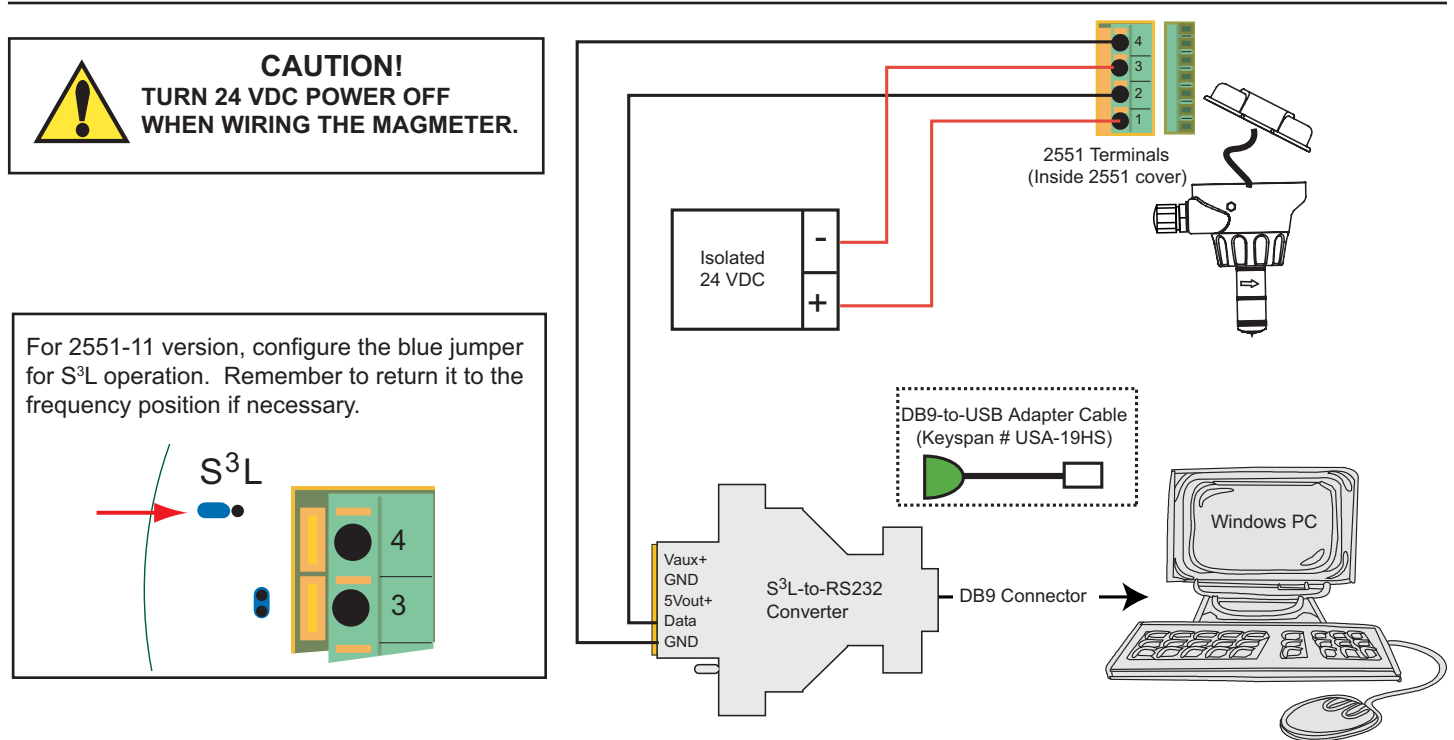 CAUTION!
TURN 24 VDC POWER OFF
WHEN WIRING THE MAGMETER.
4
3
2
1
2551 Terminals
(Inside 2551 cover)
Isolated
24 VDC
-
+
For 2551-11 version, configure the blue jumper
for S³L operation. Remember to return it to the
frequency position if necessary.
S³L
4
3
DB9-to-USB Adapter Cable
(Keyspan # USA-19HS)
Vaux+
GND
5Vout+
Data
GND
S³L-to-RS232
Converter
DB9 Connector
Windows PC